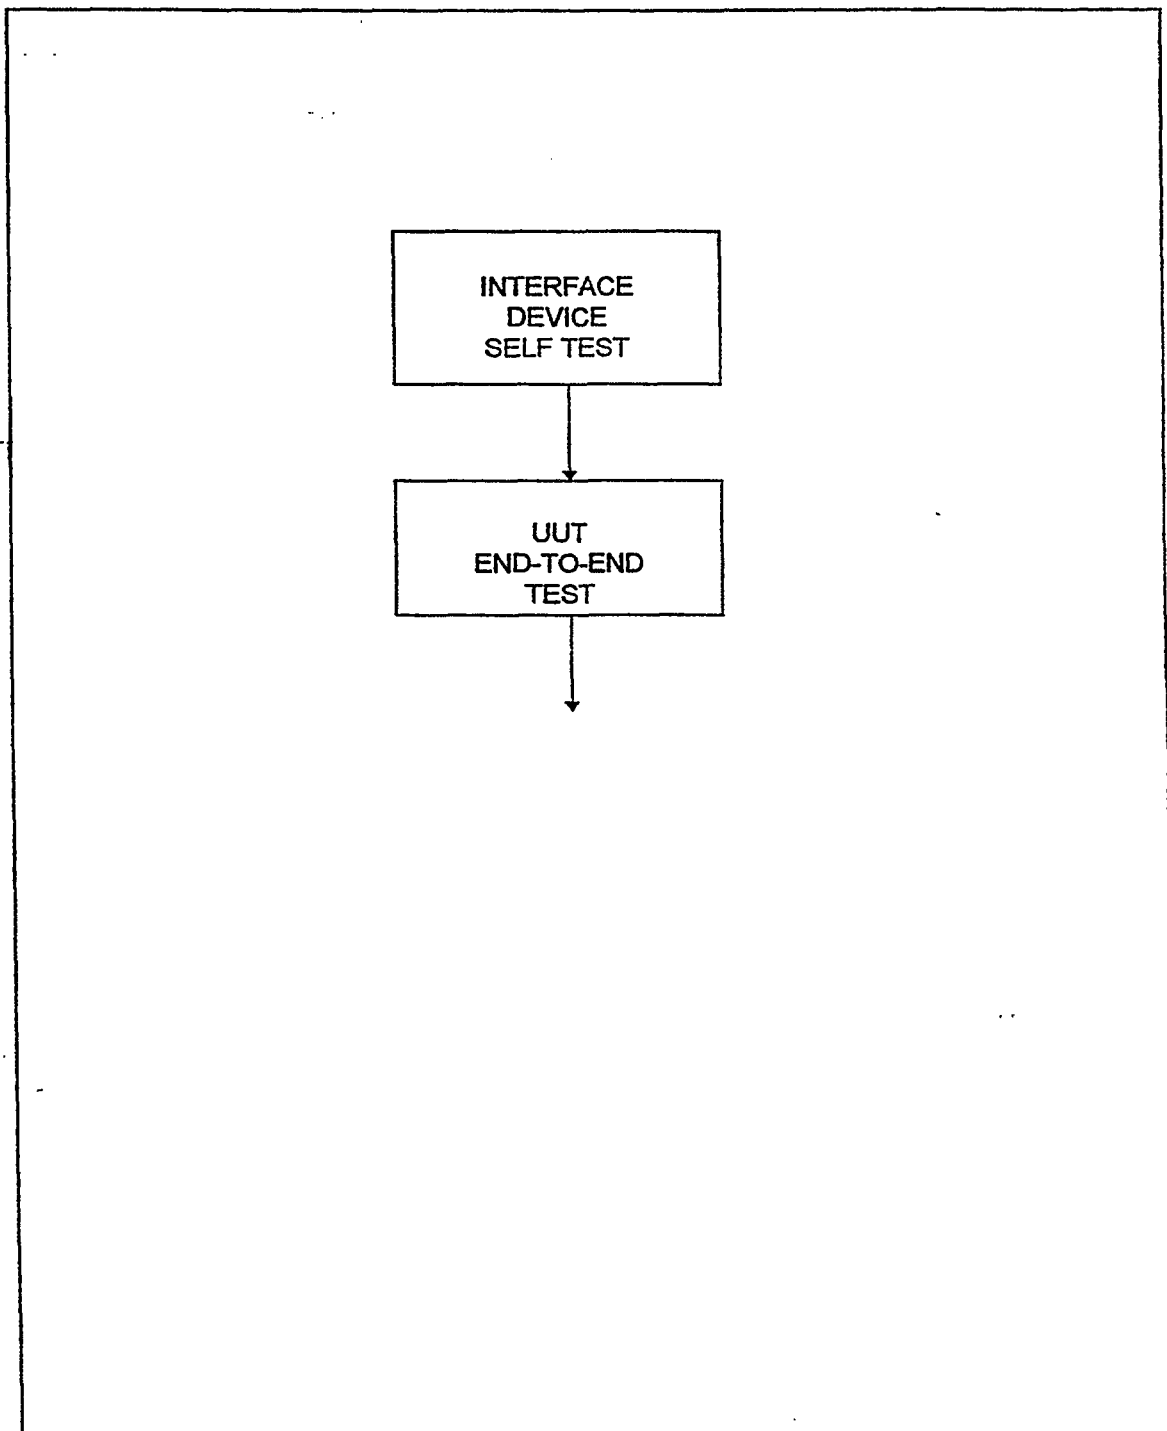 INTERFACE
DEVICE
SELF TEST
UUT
END-TO-END
TEST